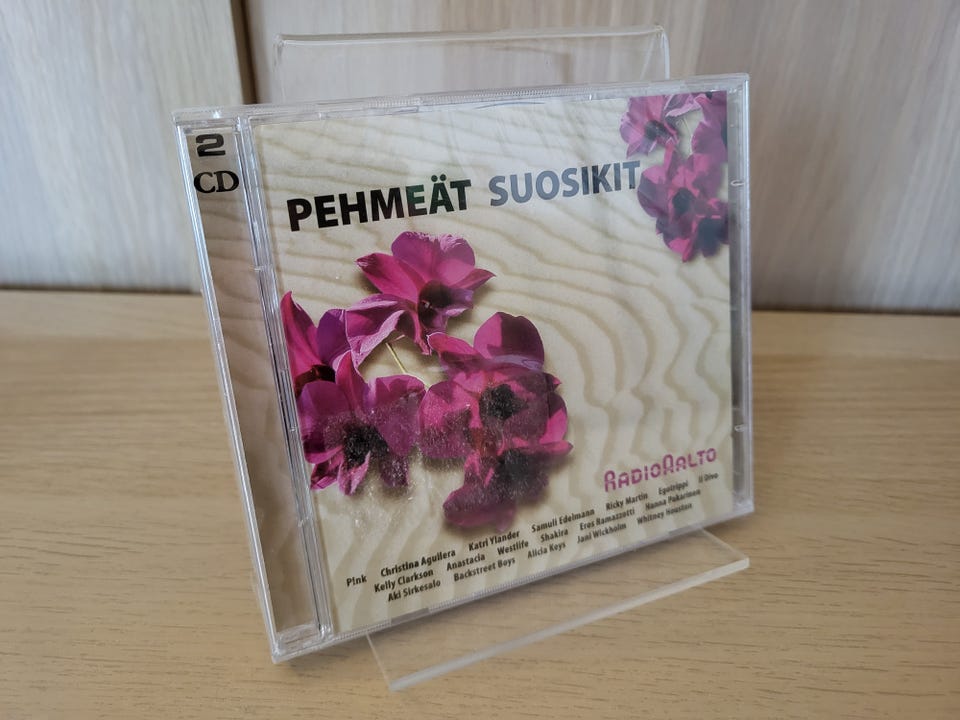 2
CD
PEHMEÄT SUOSIKIT
RADIOAALTO
P!nk Christina Aguilera Katri Ylander Samuli Edelmann Ricky Martin Egotrippi Il Divo
Kelly Clarkson Anastacia Westlife Shakira Eros Ramazzotti Hanna Pakarinen
Aki Sirkesalo Backstreet Boys Alicia Keys Jani Wickholm Whitney Houston